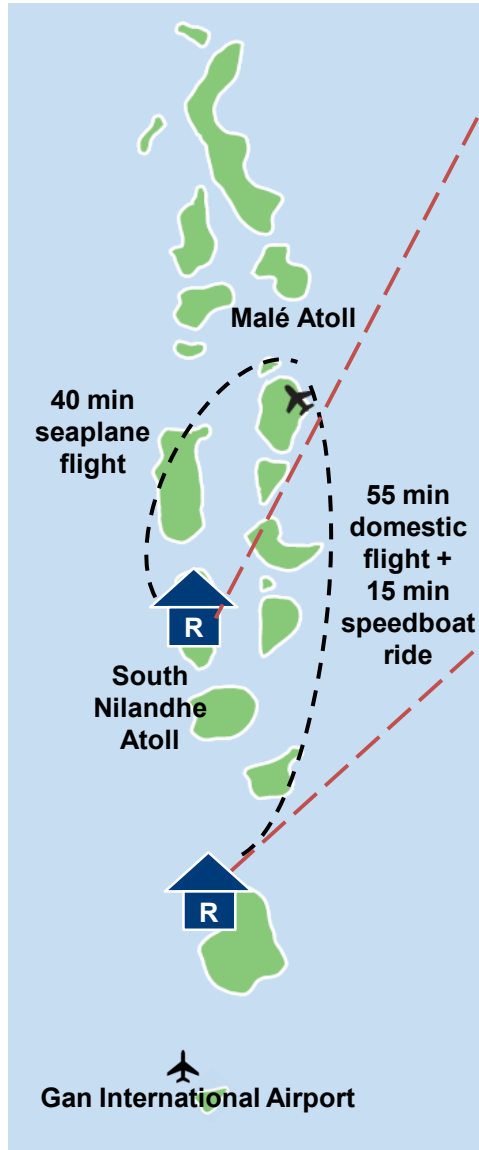 Malé Atoll
40 min
seaplane
flight
55 min
domestic
flight +
15 min
speedboat
ride
R
South
Nilandhe
Atoll
R
Gan International Airport